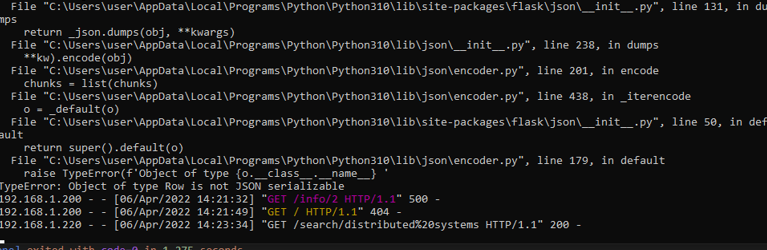 File "C:\Users\user\AppData\Local\Programs\Python\Python310\lib\site-packages\flask\json\__init__.py", line 131, in du
mps
return _json.dumps(obj, **kwargs)
File "C:\Users\user\AppData\Local\Programs\Python\Python310\lib\json\__init__.py", line 238, in dumps
**kw).encode(obj)
File "C:\Users\user\AppData\Local\Programs\Python\Python310\lib\json\encoder.py", line 201, in encode
chunks = list(chunks)
File "C:\Users\user\AppData\Local\Programs\Python\Python310\lib\json\encoder.py", line 438, in _iterencode
o = _default(o)
File "C:\Users\user\AppData\Local\Programs\Python\Python310\lib\site-packages\flask\json\__init__.py", line 50, in def
ault
return super().default(o)
File "C:\Users\user\AppData\Local\Programs\Python\Python310\lib\json\encoder.py", line 179, in default
raise TypeError(f'Object of type {o.__class__.__name__} '
TypeError: Object of type Row is not JSON serializable
192.168.1.200 - - [06/Apr/2022 14:21:32] "GET /info/2 HTTP/1.1" 500 -
192.168.1.200 - - [06/Apr/2022 14:21:49] "GET / HTTP/1.1" 404 -
192.168.1.220 - - [06/Apr/2022 14:23:34] "GET /search/distributed%20systems HTTP/1.1" 200 -
exited with code 0 in 1.275 seconds